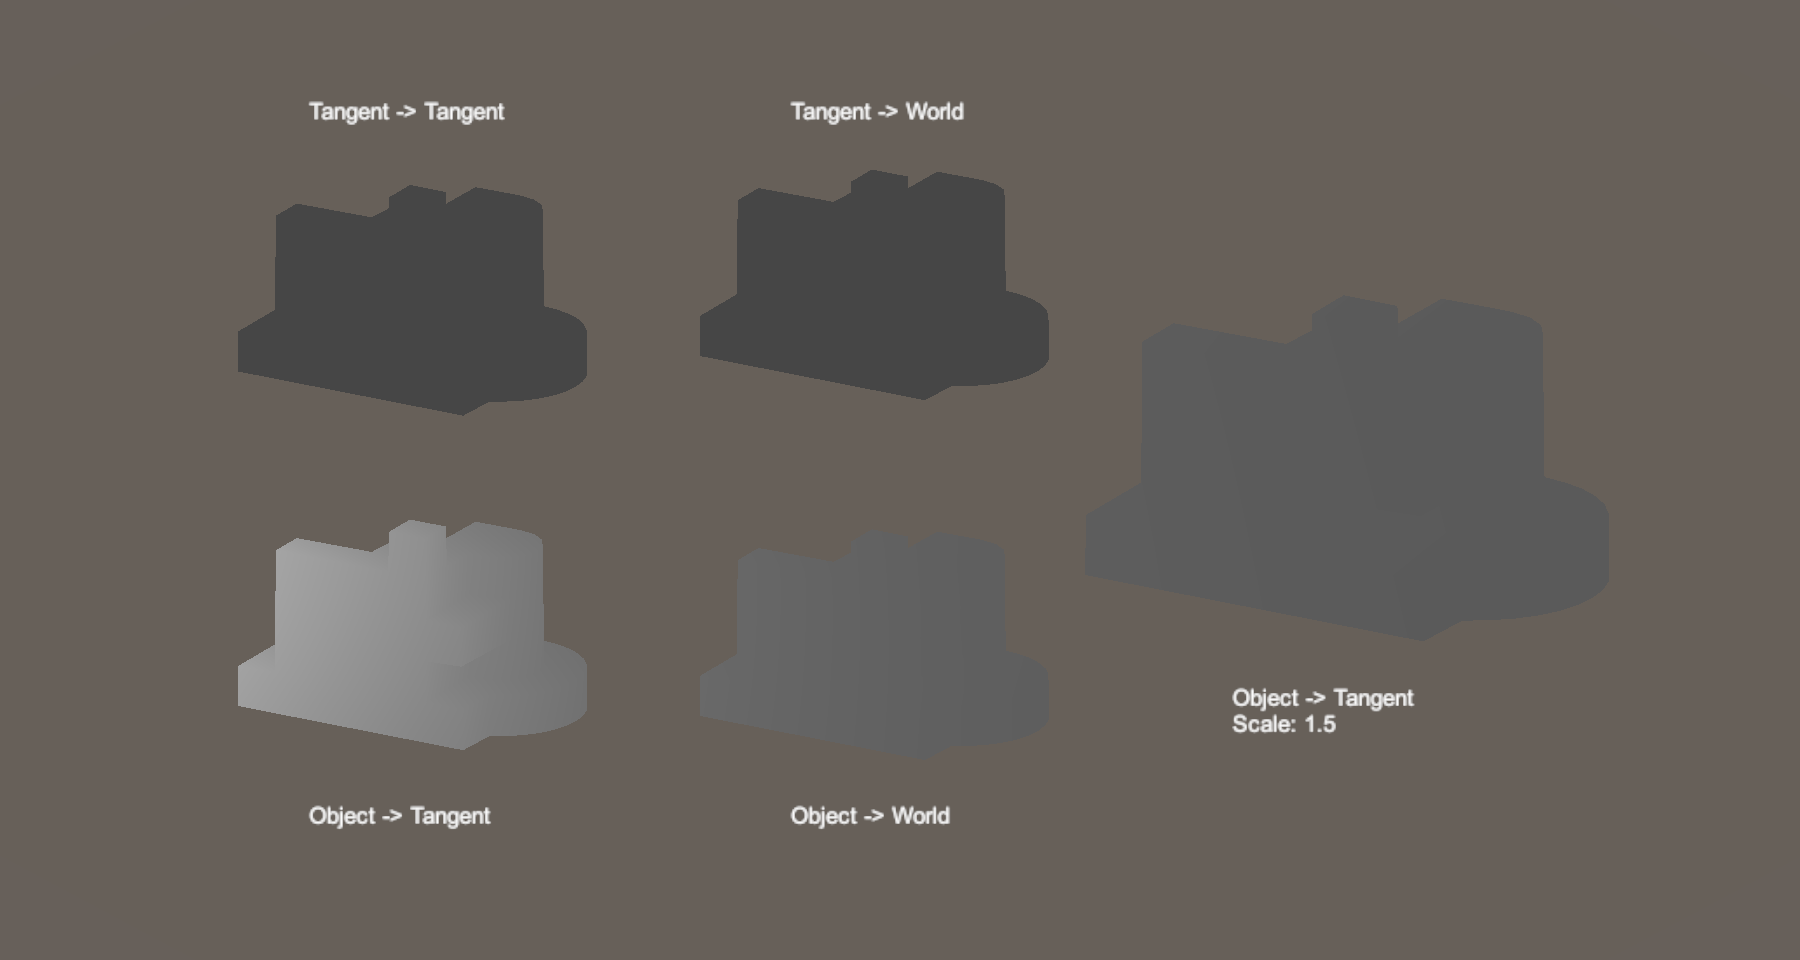 Tangent -> Tangent
Tangent -> World
Object -> Tangent
Scale: 1.5
Object -> Tangent
Object -> World